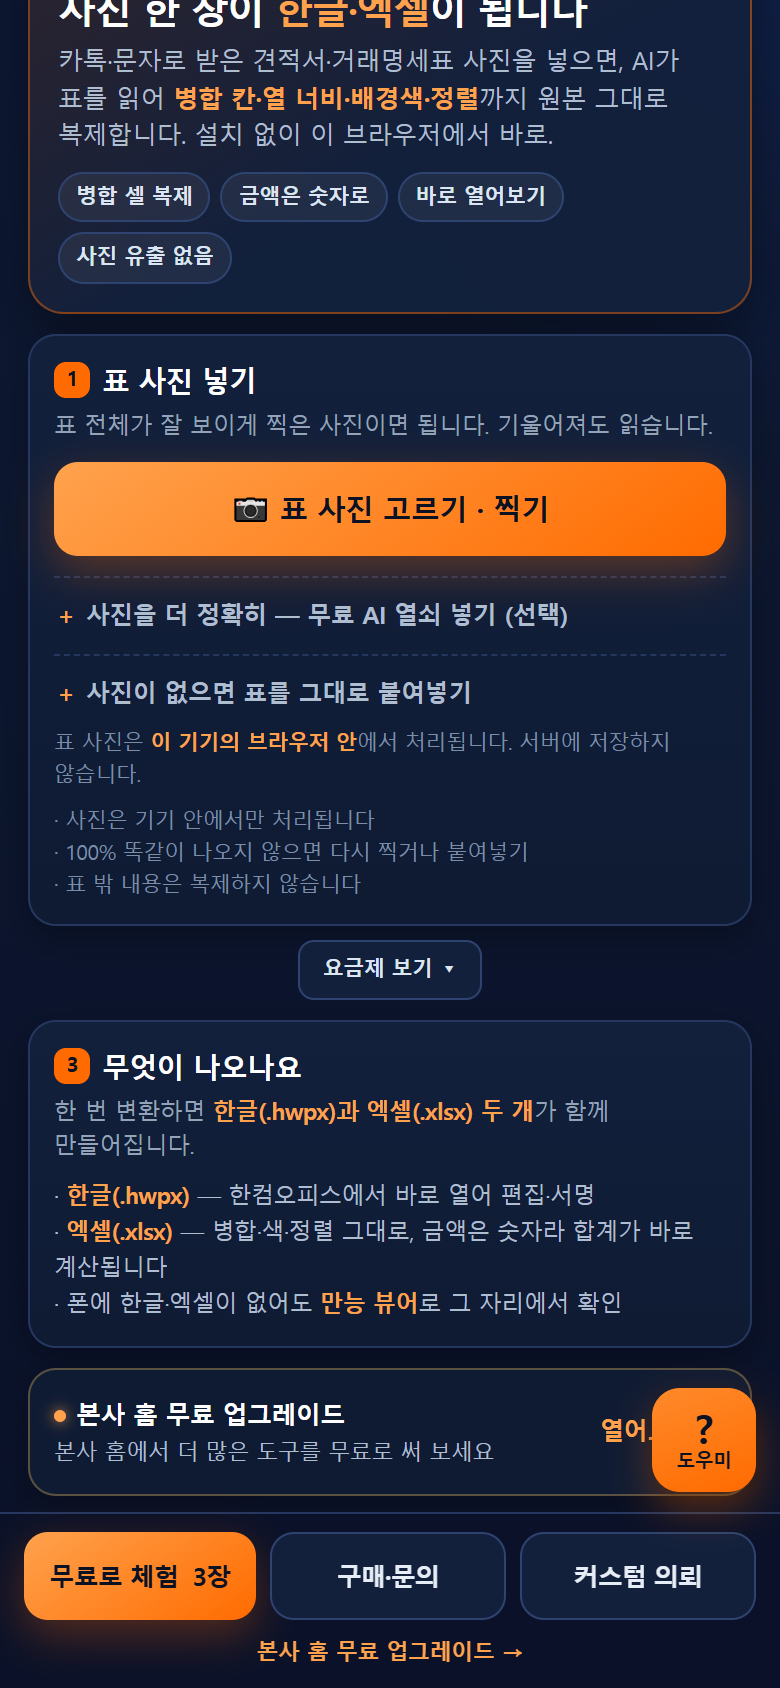 사진 한 장이 한글·엑셀이 됩니다
카톡·문자로 받은 견적서·거래명세표 사진을 넣으면, AI가
표를 읽어 병합 칸·열 너비·배경색·정렬까지 원본 그대로
복제합니다. 설치 없이 이 브라우저에서 바로.
병합 셀 복제
금액은 숫자로
바로 열어보기
사진 유출 없음
1 표 사진 넣기
표 전체가 잘 보이게 찍은 사진이면 됩니다. 기울어져도 읽습니다.
📷 표 사진 고르기 · 찍기
+ 사진을 더 정확히 — 무료 AI 열쇠 넣기 (선택)
+ 사진이 없으면 표를 그대로 붙여넣기
표 사진은 이 기기의 브라우저 안에서 처리됩니다. 서버에 저장하지
않습니다.
· 사진은 기기 안에서만 처리됩니다
· 100% 똑같이 나오지 않으면 다시 찍거나 붙여넣기
· 표 밖 내용은 복제하지 않습니다
요금제 보기 ▼
3 무엇이 나오나요
한 번 변환하면 한글(.hwpx)과 엑셀(.xlsx) 두 개가 함께
만들어집니다.
· 한글(.hwpx) — 한컴오피스에서 바로 열어 편집·서명
· 엑셀(.xlsx) — 병합·색·정렬 그대로, 금액은 숫자라 합계가 바로
계산됩니다
· 폰에 한글·엑셀이 없어도 만능 뷰어로 그 자리에서 확인
본사 홈 무료 업그레이드
본사 홈에서 더 많은 도구를 무료로 써 보세요
열어
?
도우미
무료로 체험 3장
구매·문의
커스텀 의뢰
본사 홈 무료 업그레이드 →